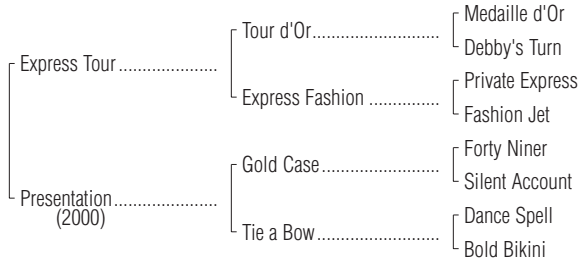 Medaille d'Or
Tour d'Or
Debby's Turn
Express Tour
Private Express
Express Fashion
Fashion Jet
Forty Niner
Gold Case
Silent Account
Presentation
(2000)
Dance Spell
Tie a Bow
Bold Bikini